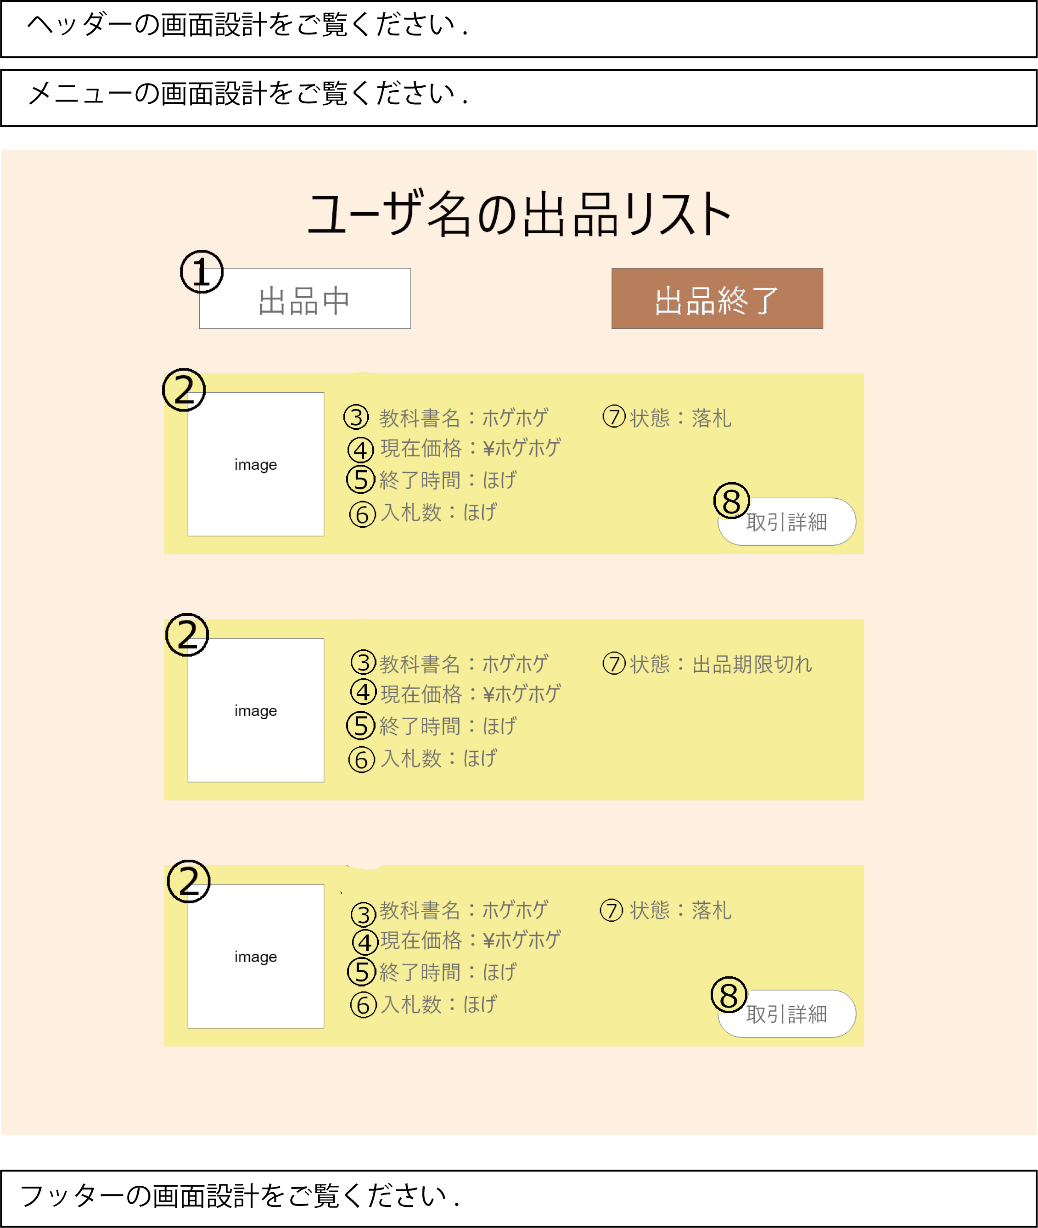 ヘッダーの画面設計をご覧ください.
メニューの画面設計をご覧ください.
ユーザ名の出品リスト
①出品中 出品終了
②
image
③教科書名：ホゲホゲ ⑦状態：落札
④現在価格：¥ホゲホゲ
⑤終了時間：ほげ
⑥入札数：ほげ
⑧取引詳細
②
image
③教科書名：ホゲホゲ ⑦状態：出品期限切れ
④現在価格：¥ホゲホゲ
⑤終了時間：ほげ
⑥入札数：ほげ
②
image
③教科書名：ホゲホゲ ⑦状態：落札
④現在価格：¥ホゲホゲ
⑤終了時間：ほげ
⑥入札数：ほげ
⑧取引詳細
フッターの画面設計をご覧ください.